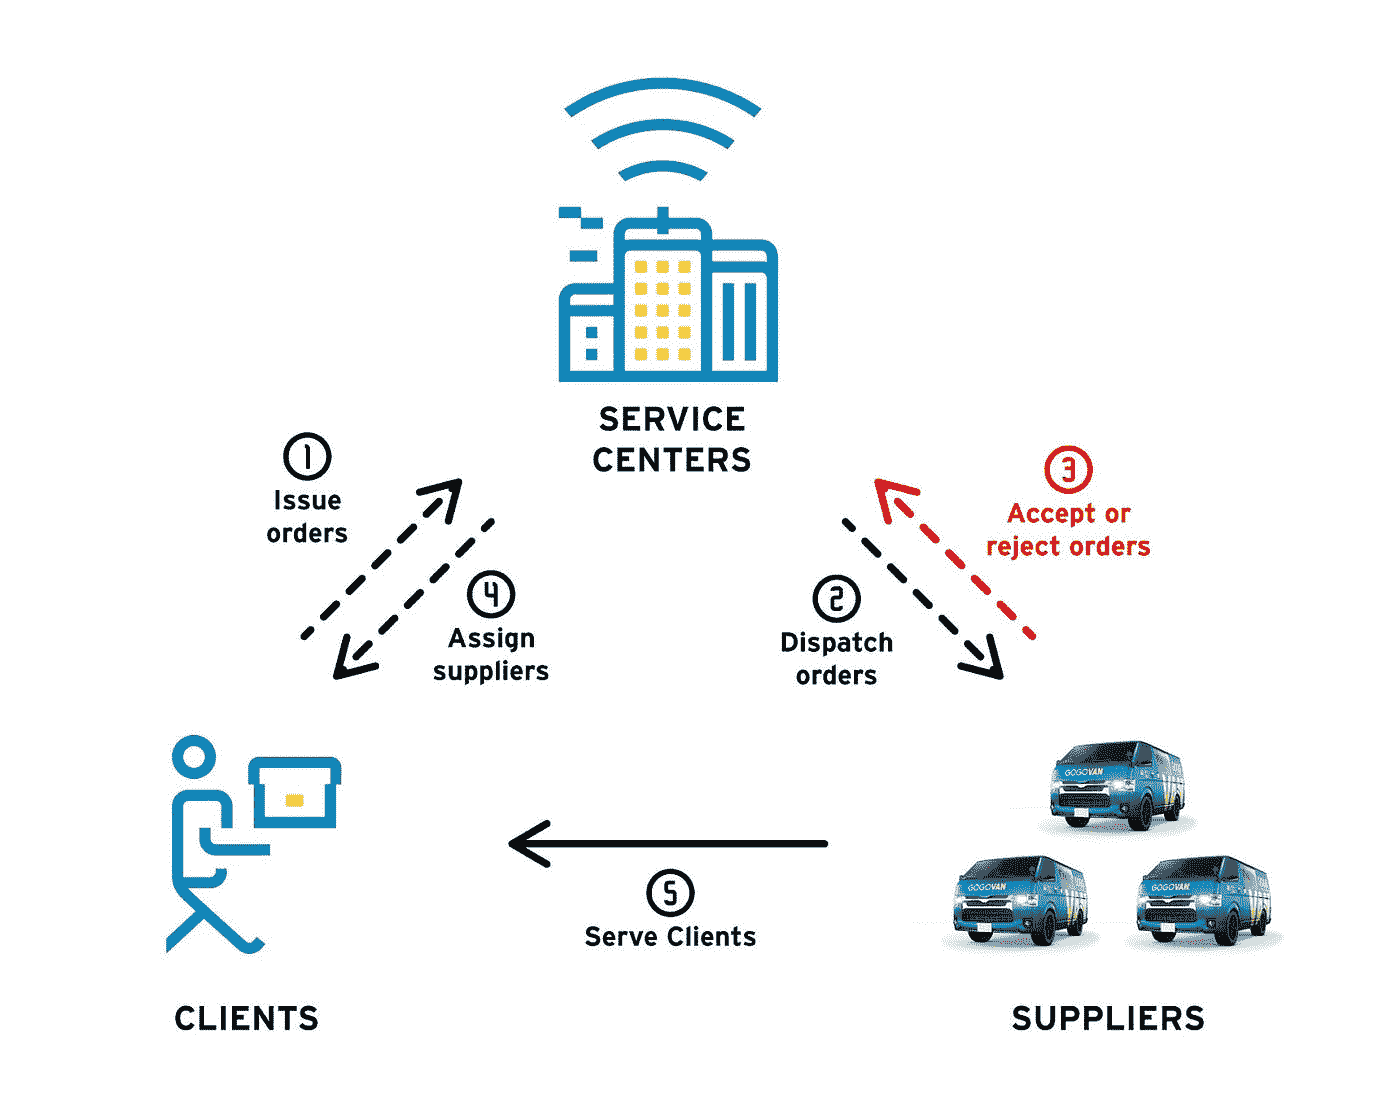 SERVICE
CENTERS
1
Issue
orders
4
Assign
suppliers
2
Dispatch
orders
3
Accept or
reject orders
GOGOVAN
GOGOVAN
GOGOVAN
5
Serve Clients
CLIENTS
SUPPLIERS